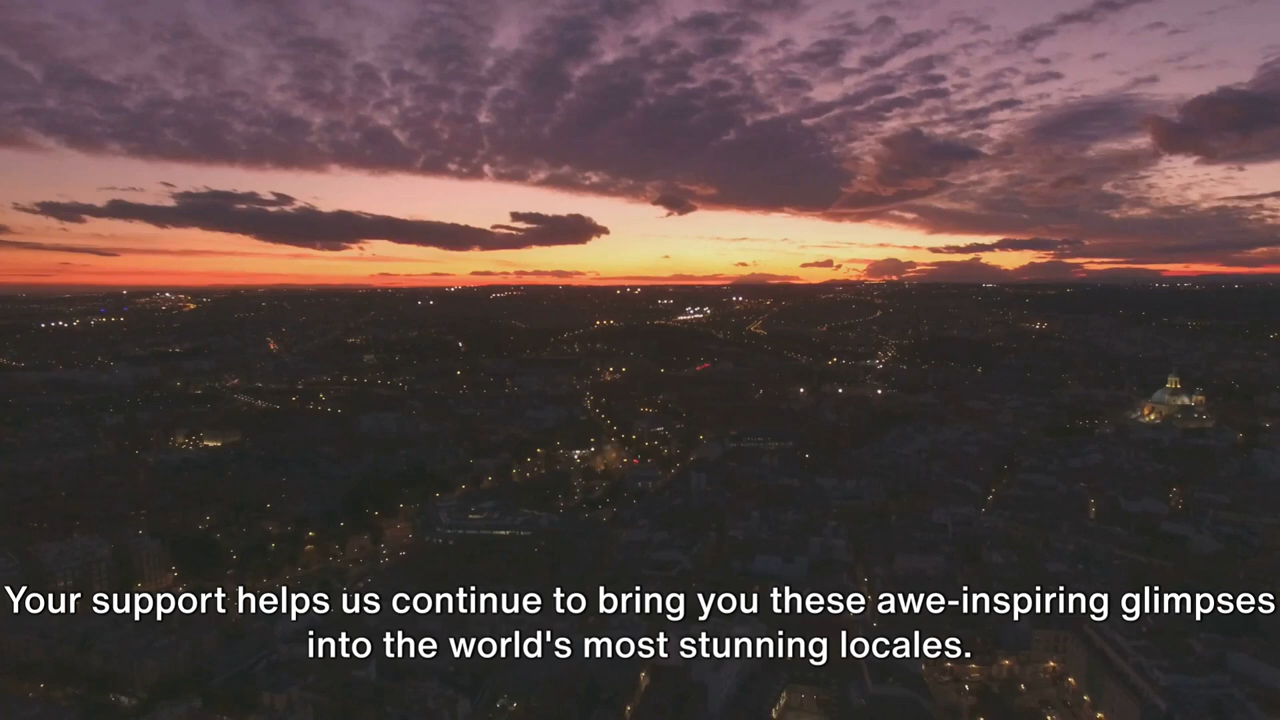 Your support helps us continue to bring you these awe-inspiring glimpses
into the world's most stunning locales.